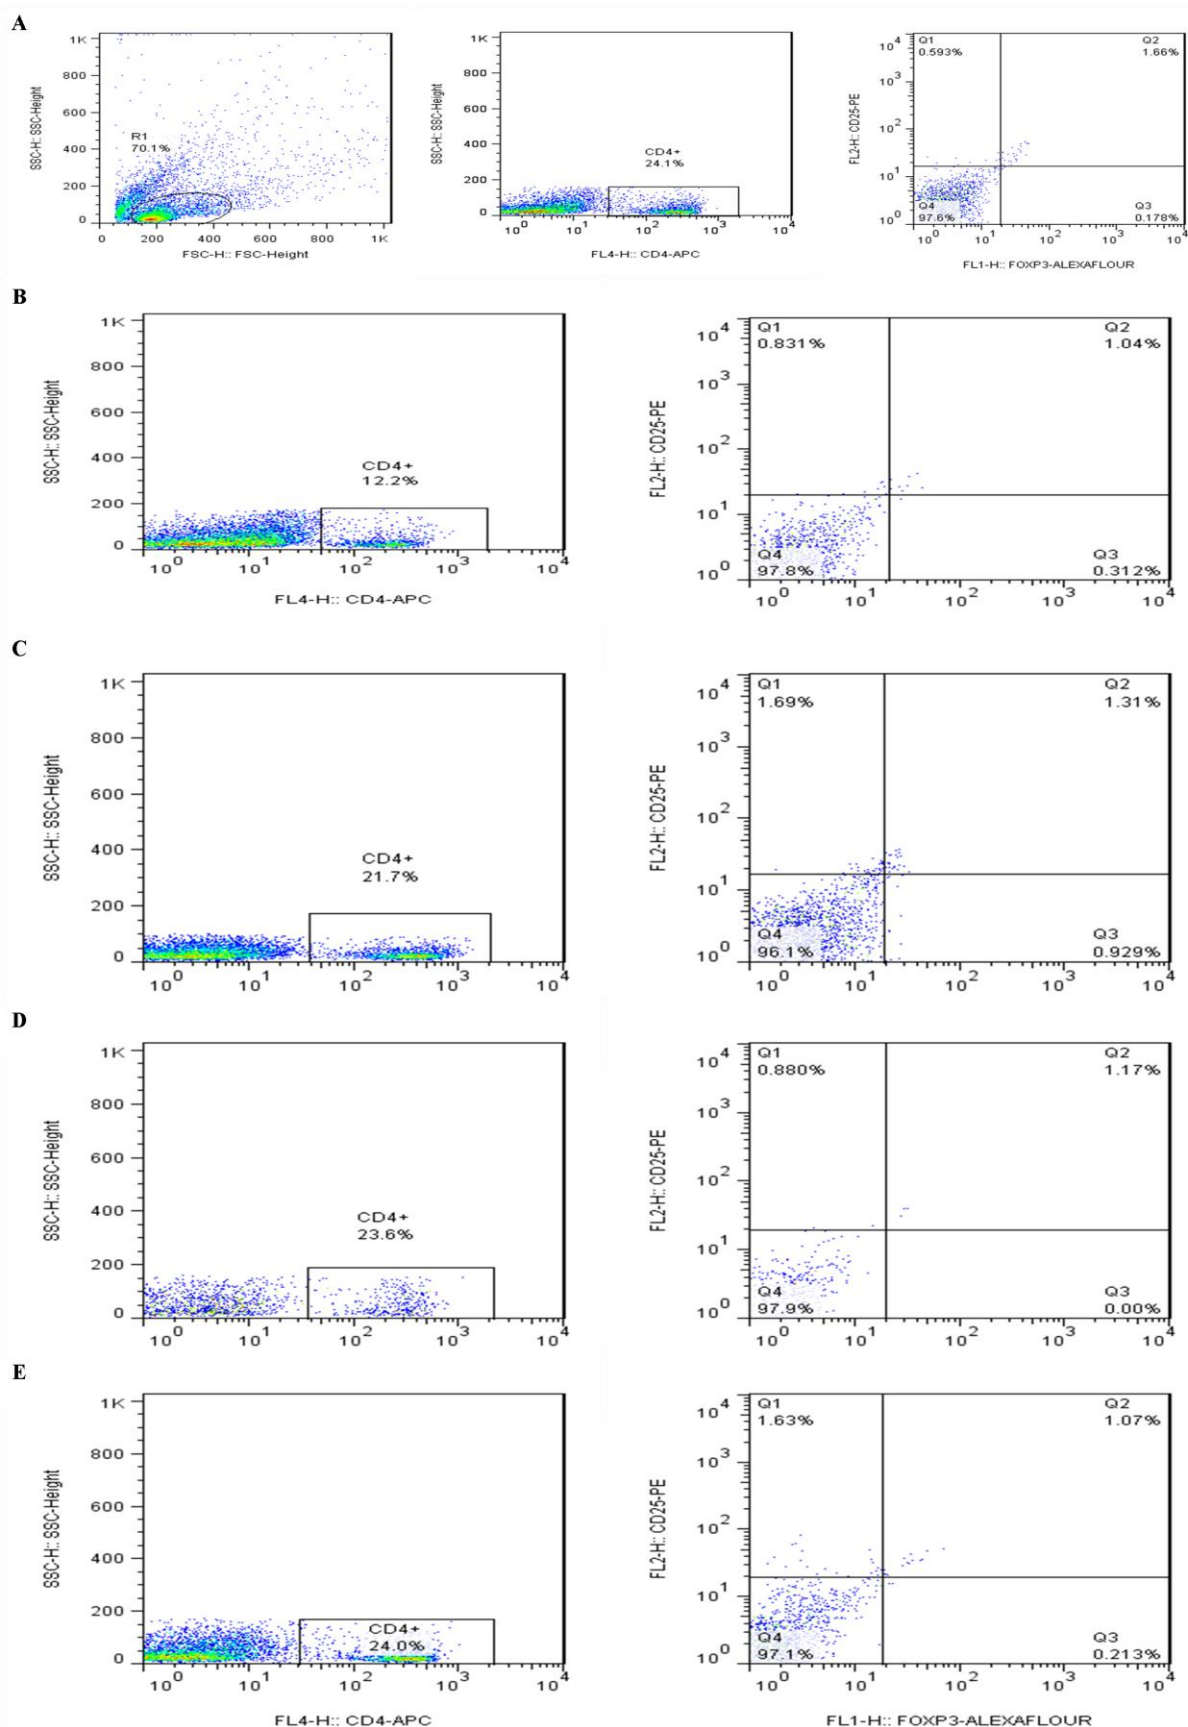 A
SSC-H:: SSC-Height
1K
800
600
400
200
0
R1
70.1%
0 200 400 600 800 1K
FSC-H:: FSC-Height
SSC-H:: SSC-Height
1K
800
600
400
200
0
CD4+
24.1%
10^0 10^1 10^2 10^3 10^4
FL4-H:: CD4-APC
FL2-H:: CD25-PE
10^4
10^3
10^2
10^1
10^0
Q1
0.593%
Q2
1.66%
Q4
97.6%
Q3
0.178%
10^0 10^1 10^2 10^3 10^4
FL1-H:: FOXP3-ALEXAFLOUR
B
SSC-H:: SSC-Height
1K
800
600
400
200
0
CD4+
12.2%
10^0 10^1 10^2 10^3 10^4
FL4-H:: CD4-APC
FL2-H:: CD25-PE
10^4
10^3
10^2
10^1
10^0
Q1
0.831%
Q2
1.04%
Q4
97.8%
Q3
0.312%
10^0 10^1 10^2 10^3 10^4
C
SSC-H:: SSC-Height
1K
800
600
400
200
0
CD4+
21.7%
10^0 10^1 10^2 10^3 10^4
FL2-H:: CD25-PE
10^4
10^3
10^2
10^1
10^0
Q1
1.69%
Q2
1.31%
Q4
96.1%
Q3
0.929%
10^0 10^1 10^2 10^3 10^4
D
SSC-H:: SSC-Height
1K
800
600
400
200
0
CD4+
23.6%
10^0 10^1 10^2 10^3 10^4
FL2-H:: CD25-PE
10^4
10^3
10^2
10^1
10^0
Q1
0.880%
Q2
1.17%
Q4
97.9%
Q3
0.00%
10^0 10^1 10^2 10^3 10^4
E
SSC-H:: SSC-Height
1K
800
600
400
200
0
CD4+
24.0%
10^0 10^1 10^2 10^3 10^4
FL4-H:: CD4-APC
FL2-H:: CD25-PE
10^4
10^3
10^2
10^1
10^0
Q1
1.63%
Q2
1.07%
Q4
97.1%
Q3
0.213%
10^0 10^1 10^2 10^3 10^4
FL1-H:: FOXP3-ALEXAFLOUR